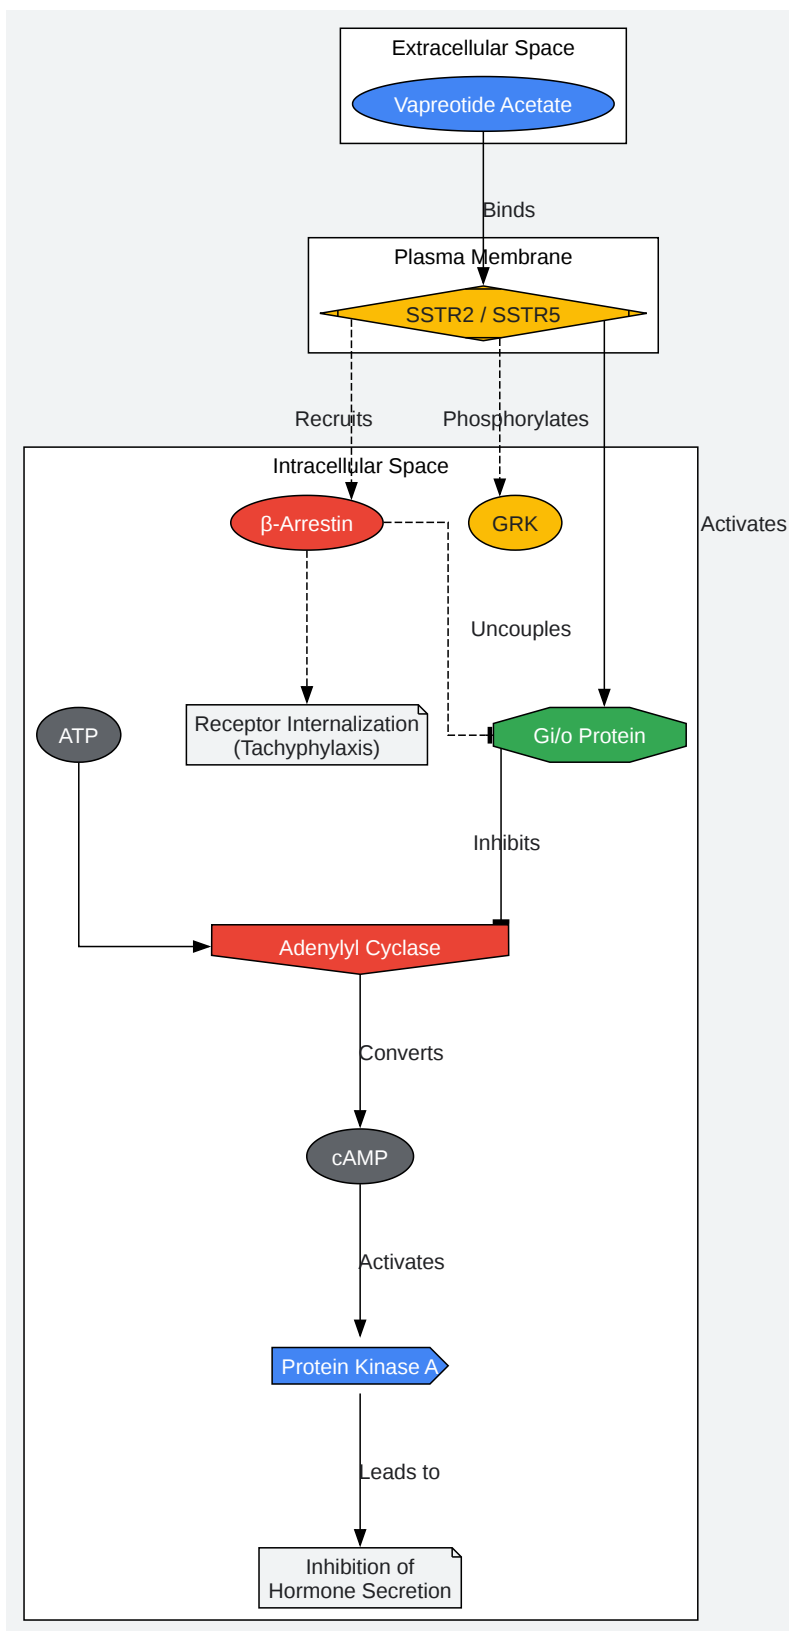 Extracellular Space
Vapreotide Acetate
Binds
Plasma Membrane
SSTR2 / SSTR5
Recruits
Phosphorylates
Intracellular Space
β-Arrestin
GRK
Activates
Uncouples
ATP
Receptor Internalization
(Tachyphylaxis)
Gi/o Protein
Inhibits
Adenylyl Cyclase
Converts
cAMP
Activates
Protein Kinase A
Leads to
Inhibition of
Hormone Secretion